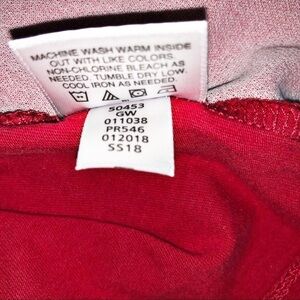 MACHINE WASH WARM INSIDE
OUT WITH LIKE COLORS.
NON-CHLORINE BLEACH AS
NEEDED. TUMBLE DRY LOW.
COOL IRON AS NEEDED.
50453
GW
011038
PR546
012018
SS18